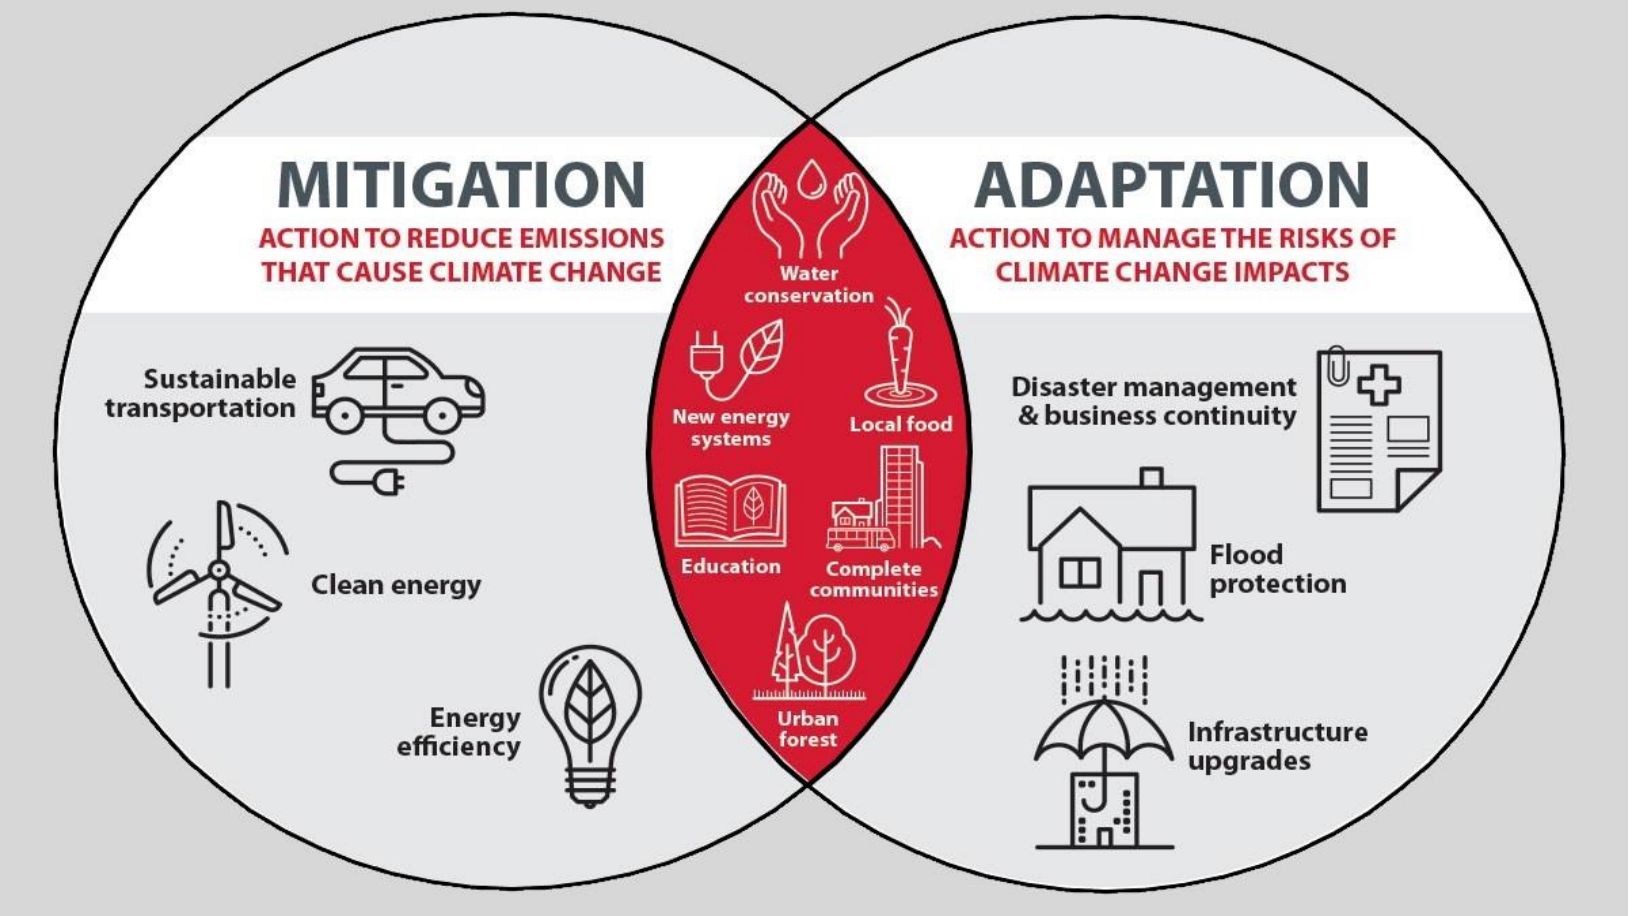 MITIGATION
ACTION TO REDUCE EMISSIONS
THAT CAUSE CLIMATE CHANGE
Sustainable
transportation
Clean energy
Energy
efficiency
Water
conservation
New energy
systems
Local food
Education
Complete
communities
Urban
forest
ADAPTATION
ACTION TO MANAGE THE RISKS OF
CLIMATE CHANGE IMPACTS
Disaster management
& business continuity
Flood
protection
Infrastructure
upgrades